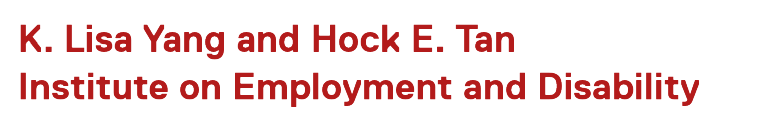 K. Lisa Yang and Hock E. Tan
Institute on Employment and Disability